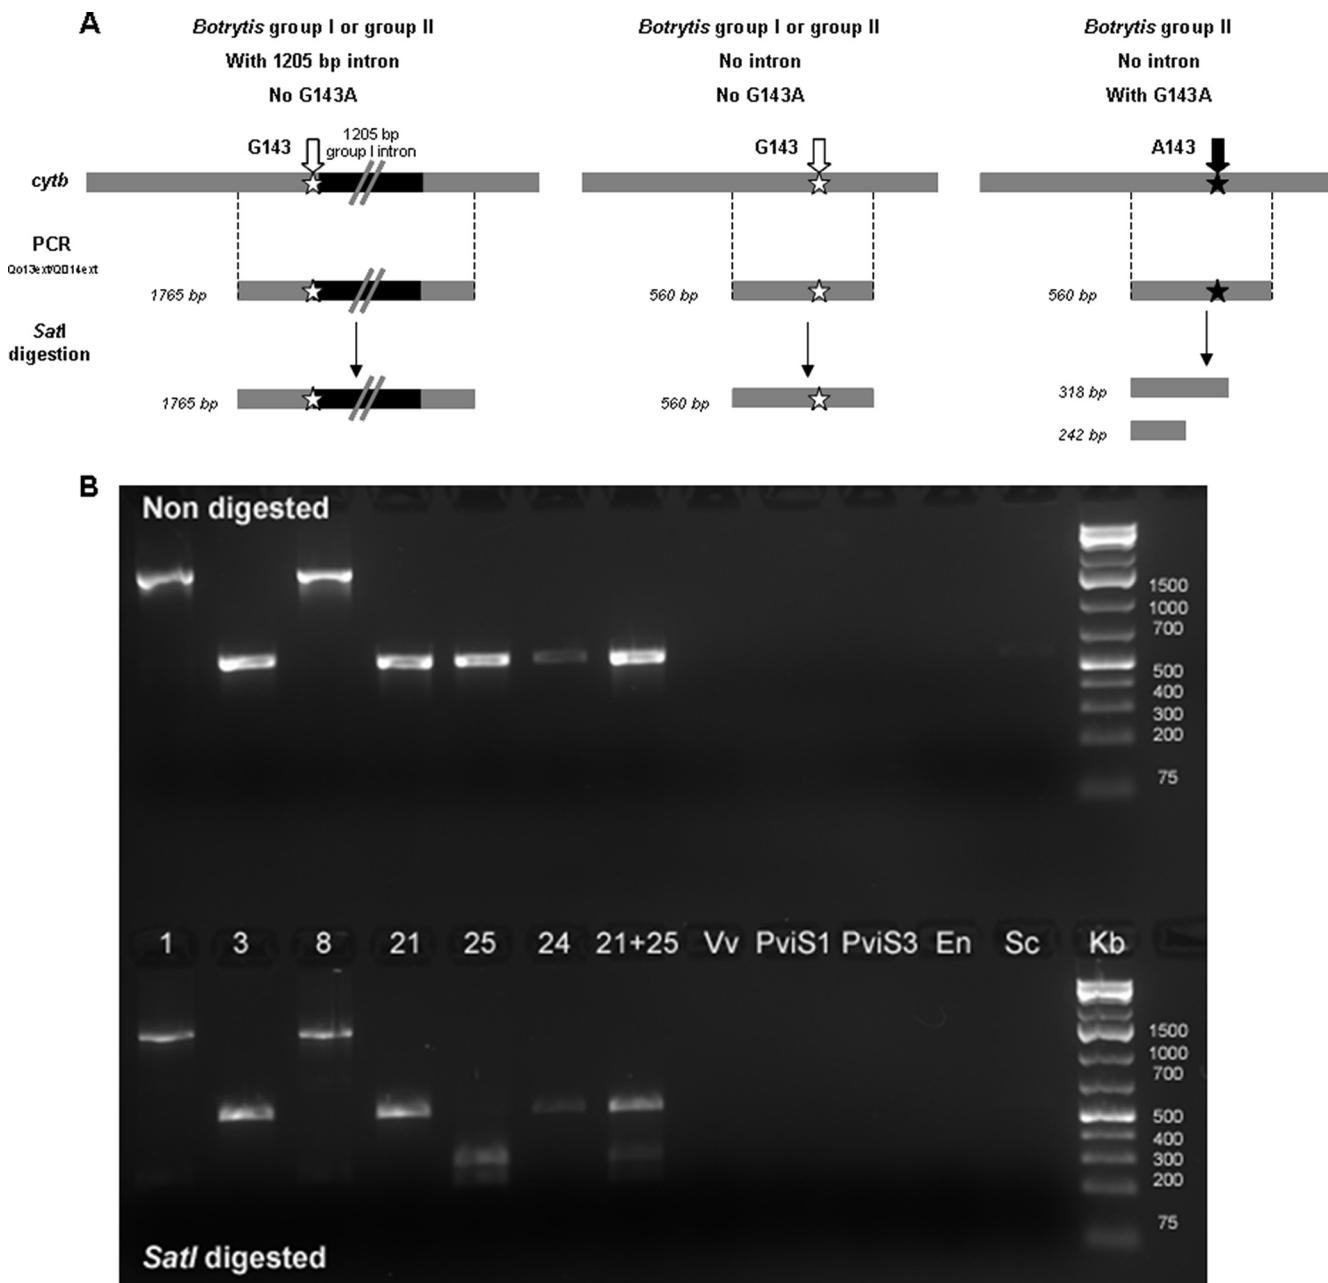 A
Botrytis group I or group II
With 1205 bp intron
No G143A
Botrytis group I or group II
No intron
No G143A
Botrytis group II
No intron
With G143A
G143
1205 bp
group I intron
G143
A143
cytb
PCR
Qo13ext/QO14ext
1765 bp
560 bp
560 bp
SatI
digestion
1765 bp
560 bp
318 bp
242 bp
B
Non digested
1500
1000
700
500
400
300
200
75
1 3 8 21 25 24 21+25 Vv PviS1 PviS3 En Sc Kb
1500
1000
700
500
400
300
200
75
SatI digested